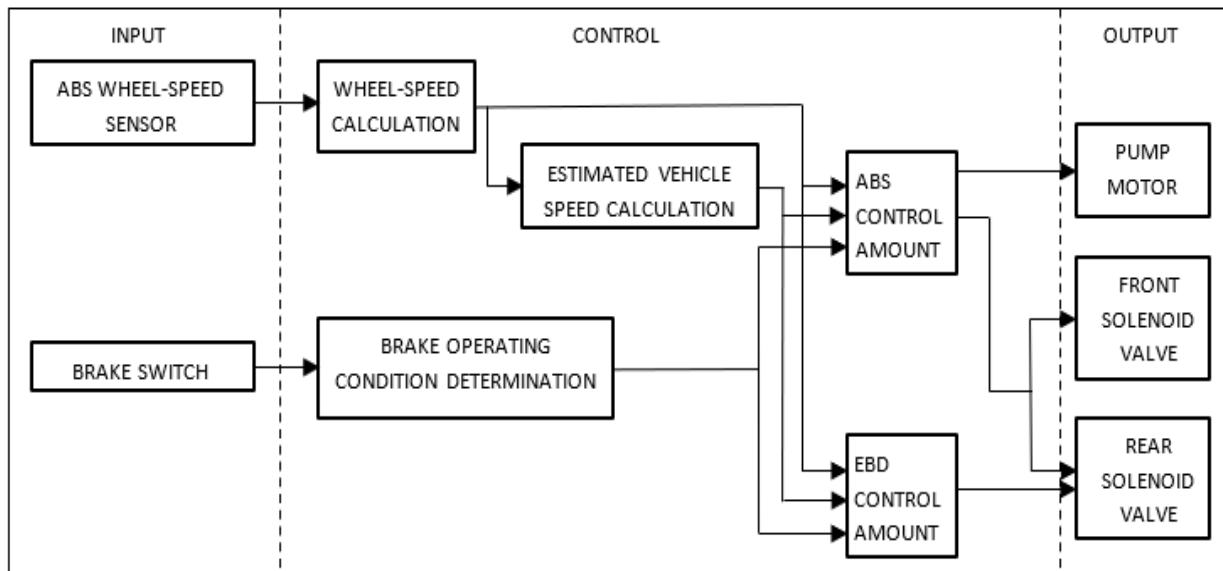 INPUT
CONTROL
OUTPUT
ABS WHEEL-SPEED
SENSOR
WHEEL-SPEED
CALCULATION
ESTIMATED VEHICLE
SPEED CALCULATION
ABS
CONTROL
AMOUNT
PUMP
MOTOR
FRONT
SOLENOID
VALVE
BRAKE SWITCH
BRAKE OPERATING
CONDITION DETERMINATION
EBD
CONTROL
AMOUNT
REAR
SOLENOID
VALVE